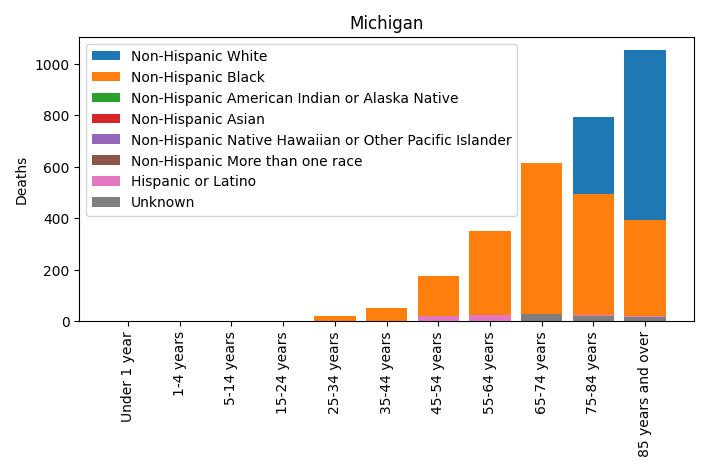 Michigan
Non-Hispanic White
Non-Hispanic Black
Non-Hispanic American Indian or Alaska Native
Non-Hispanic Asian
Non-Hispanic Native Hawaiian or Other Pacific Islander
Non-Hispanic More than one race
Hispanic or Latino
Unknown
Deaths
1000
800
600
400
200
0
Under 1 year
1-4 years
5-14 years
15-24 years
25-34 years
35-44 years
45-54 years
55-64 years
65-74 years
75-84 years
85 years and over